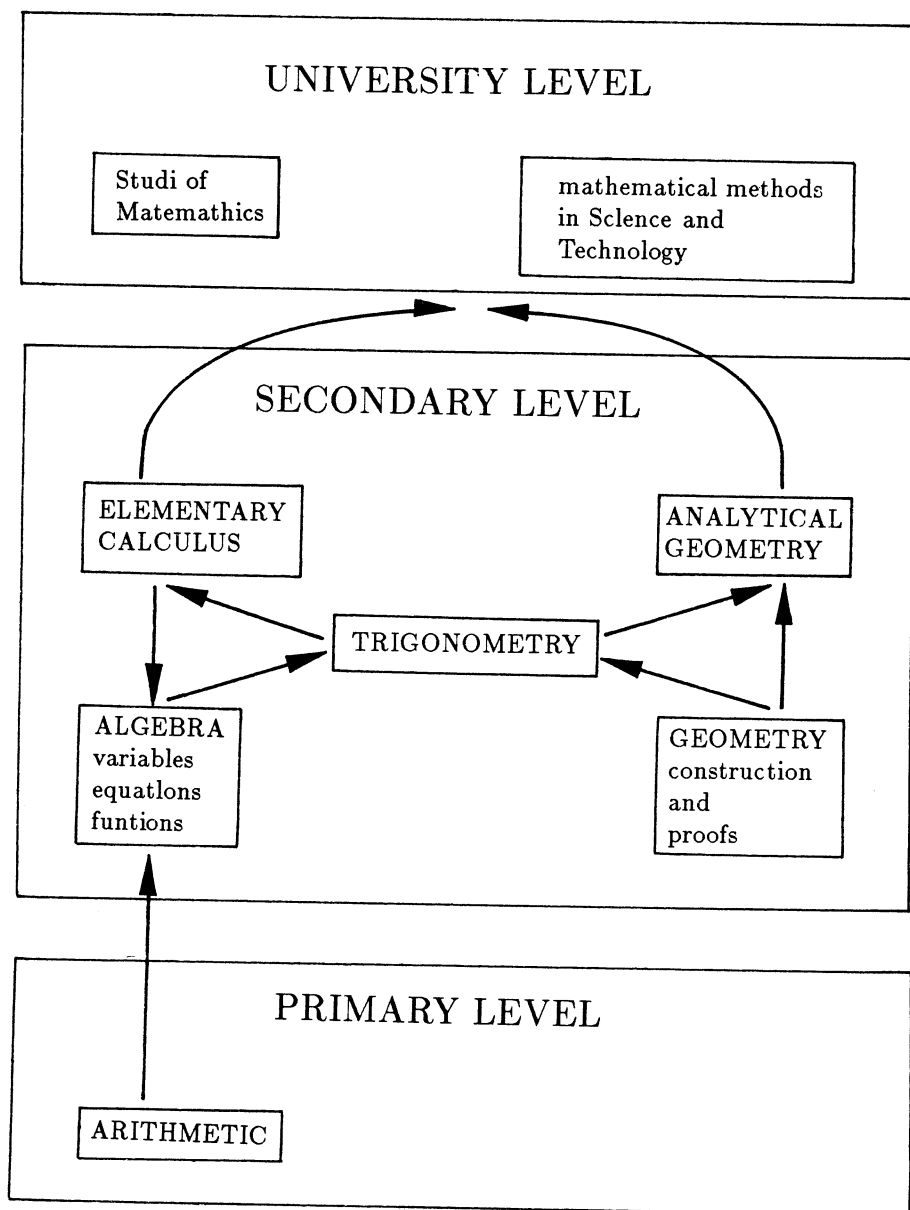 UNIVERSITY LEVEL
Studi of
Matemathics
mathematical methods
in Sclence and
Technology
SECONDARY LEVEL
ELEMENTARY
CALCULUS
ANALYTICAL
GEOMETRY
TRIGONOMETRY
ALGEBRA
variables
equatlons
funtions
GEOMETRY
construction
and
proofs
PRIMARY LEVEL
ARITHMETIC